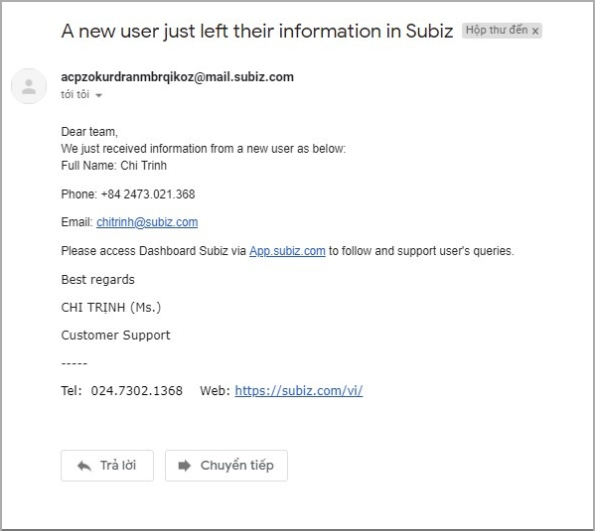 A new user just left their information in Subiz Hộp thư đến x
acpzokurdranmbrqikoz@mail.subiz.com
tới tôi
Dear team,
We just received information from a new user as below:
Full Name: Chi Trinh
Phone: +84 2473.021.368
Email: chitrinh@subiz.com
Please access Dashboard Subiz via App.subiz.com to follow and support user's queries.
Best regards
CHI TRỊNH (Ms.)
Customer Support
-----
Tel: 024.7302.1368 Web: https://subiz.com/vi/
Trả lời Chuyển tiếp